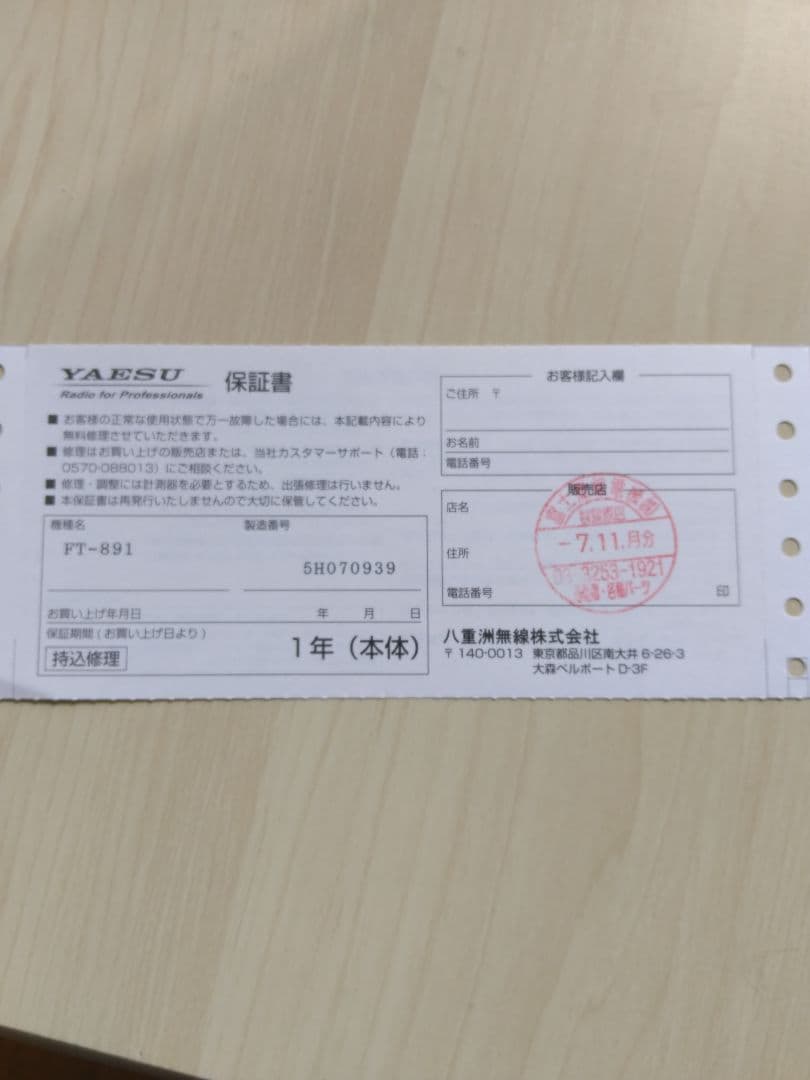 YAESU
Radio for Professionals
保証書
■ お客様の正常な使用状態で万一故障した場合には、本記載内容により
無料修理させていただきます。
■ 修理はお買い上げの販売店または、当社カスタマーサポート（電話：
0570-088013）にご相談ください。
■ 修理・調整には計測器を必要とするため、出張修理は行いません。
■ 本保証書は再発行いたしませんので大切に保管してください。
機種名
製造番号
FT-891
5H070939
お買い上げ年月日
年 月 日
保証期間（お買い上げ日より）
持込修理
1年（本体）
お客様記入欄
ご住所 〒
お名前
電話番号
販売店
店名
住所
電話番号
印
-7.11.月分
3253-1921
八重洲無線株式会社
〒140-0013 東京都品川区南大井 6-26-3
大森ベルポート D-3F